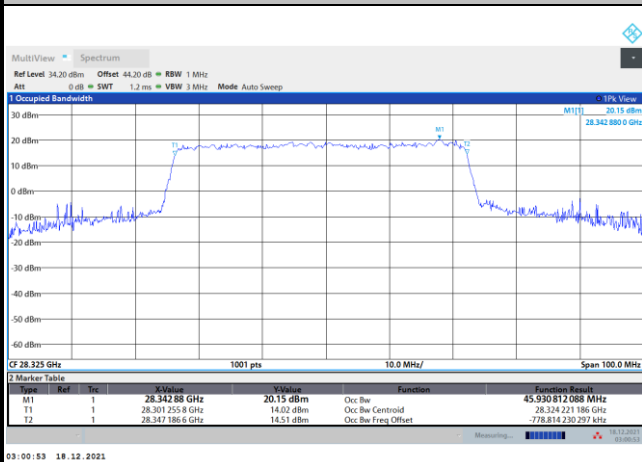 MultiView Spectrum
Ref Level 34.20 dBm Offset 44.20 dB RBW 1 MHz
Att 0 dB SWT 1.2 ms VBW 3 MHz Mode Auto Sweep
1 Occupied Bandwidth 1Pk View
M1[1] 20.15 dBm
28.342 880 0 GHz
30 dBm
M1
20 dBm
T1 T2
10 dBm
0 dBm
-10 dBm
-20 dBm
-30 dBm
-40 dBm
-50 dBm
-60 dBm
CF 28.325 GHz 1001 pts 10.0 MHz/ Span 100.0 MHz
2 Marker Table
Type Ref Trc X-Value Y-Value Function Function Result
M1 1 28.342 88 GHz 20.15 dBm Occ Bw 45.930 812 088 MHz
T1 1 28.301 255 8 GHz 14.02 dBm Occ Bw Centroid 28.324 221 186 GHz
T2 1 28.347 186 6 GHz 14.51 dBm Occ Bw Freq Offset -778.814 230 297 kHz
Measuring... 18.12.2021
03:00:53
03:00:53 18.12.2021